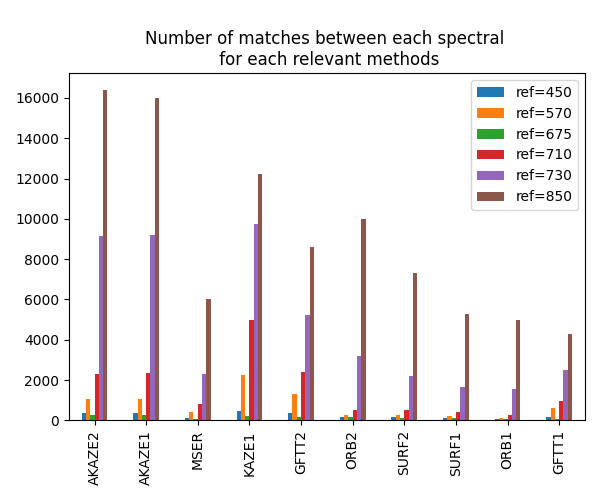 Number of matches between each spectral
for each relevant methods
16000
14000
12000
10000
8000
6000
4000
2000
0
ref=450
ref=570
ref=675
ref=710
ref=730
ref=850
AKAZE2
AKAZE1
MSER
KAZE1
GFTT2
ORB2
SURF2
SURF1
ORB1
GFTT1